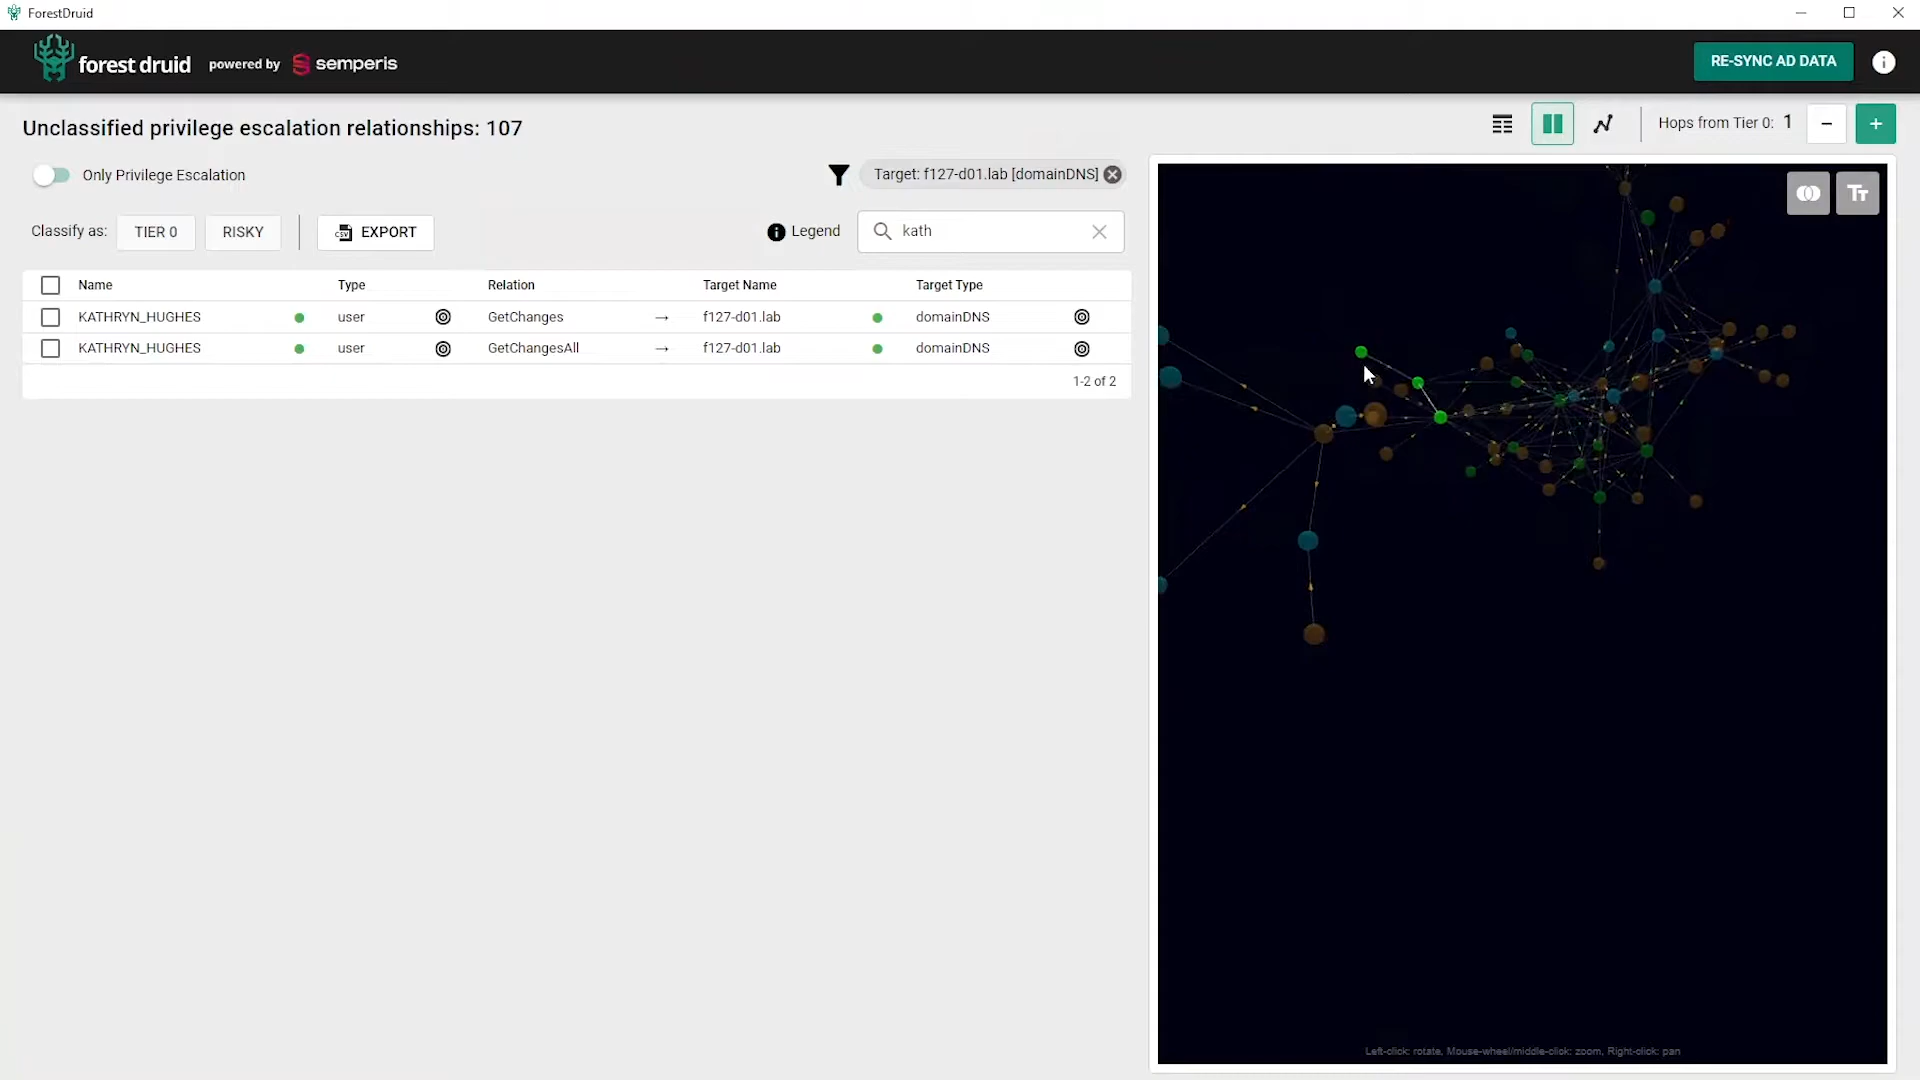 ForestDruid
forest druid powered by semperis
RE-SYNC AD DATA
Unclassified privilege escalation relationships: 107
Hops from Tier 0: 1 − +
Only Privilege Escalation
Target: f127-d01.lab [domainDNS]
Classify as: TIER 0 RISKY CSV EXPORT
Legend kath
Name Type Relation Target Name Target Type
KATHRYN_HUGHES user GetChanges → f127-d01.lab domainDNS
KATHRYN_HUGHES user GetChangesAll → f127-d01.lab domainDNS
1-2 of 2
Tт
Left-click: rotate, Mouse-wheel/middle-click: zoom, Right-click: pan